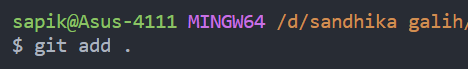 sapik@Asus-4111 MINGW64 /d/sandhika galih/
$ git add .